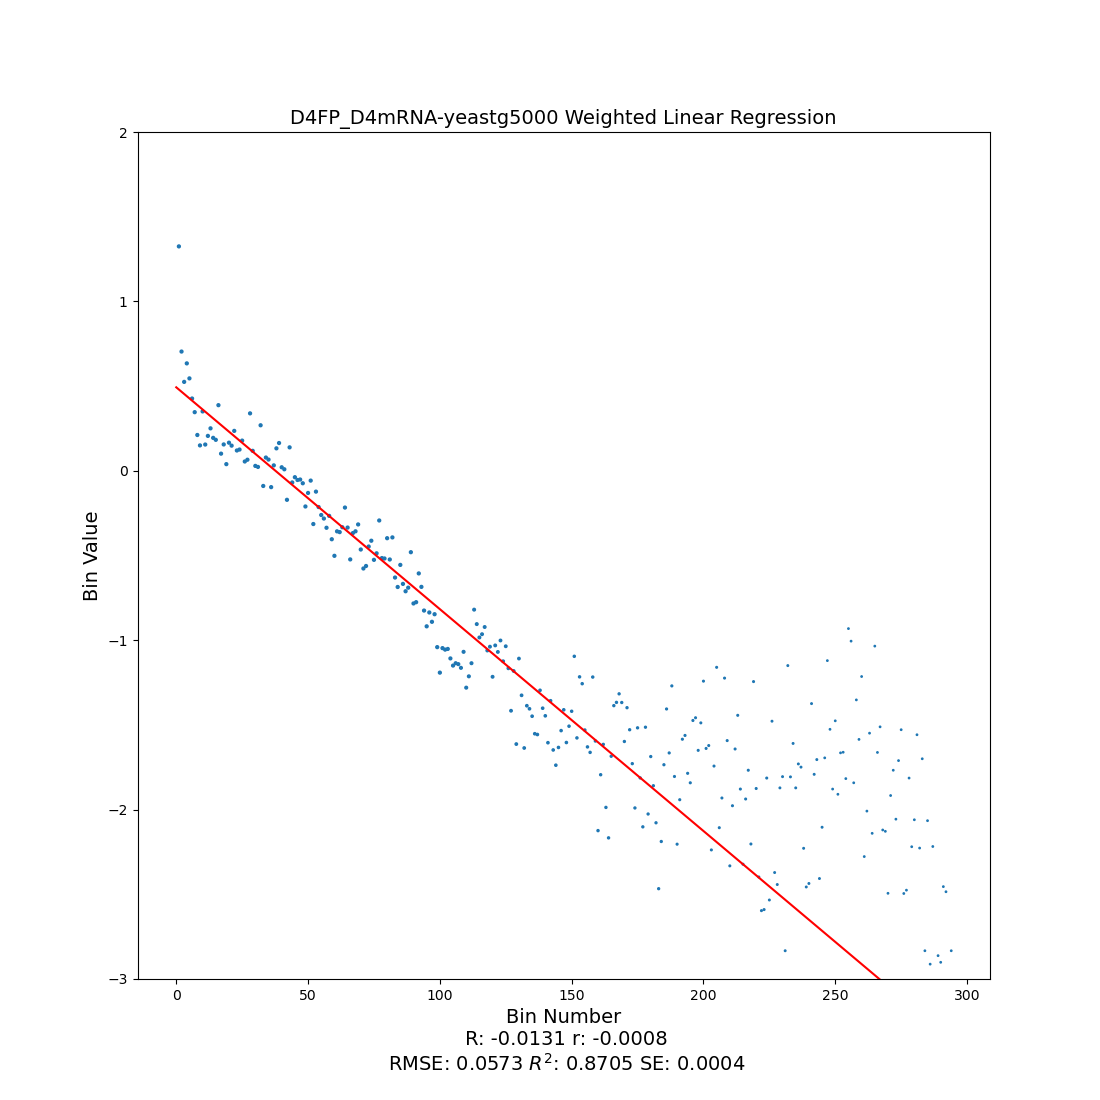 D4FP_D4mRNA-yeastg5000 Weighted Linear Regression
2
1
0
−1
−2
−3
Bin Value
0 50 100 150 200 250 300
Bin Number
R: -0.0131 r: -0.0008
RMSE: 0.0573 R²: 0.8705 SE: 0.0004